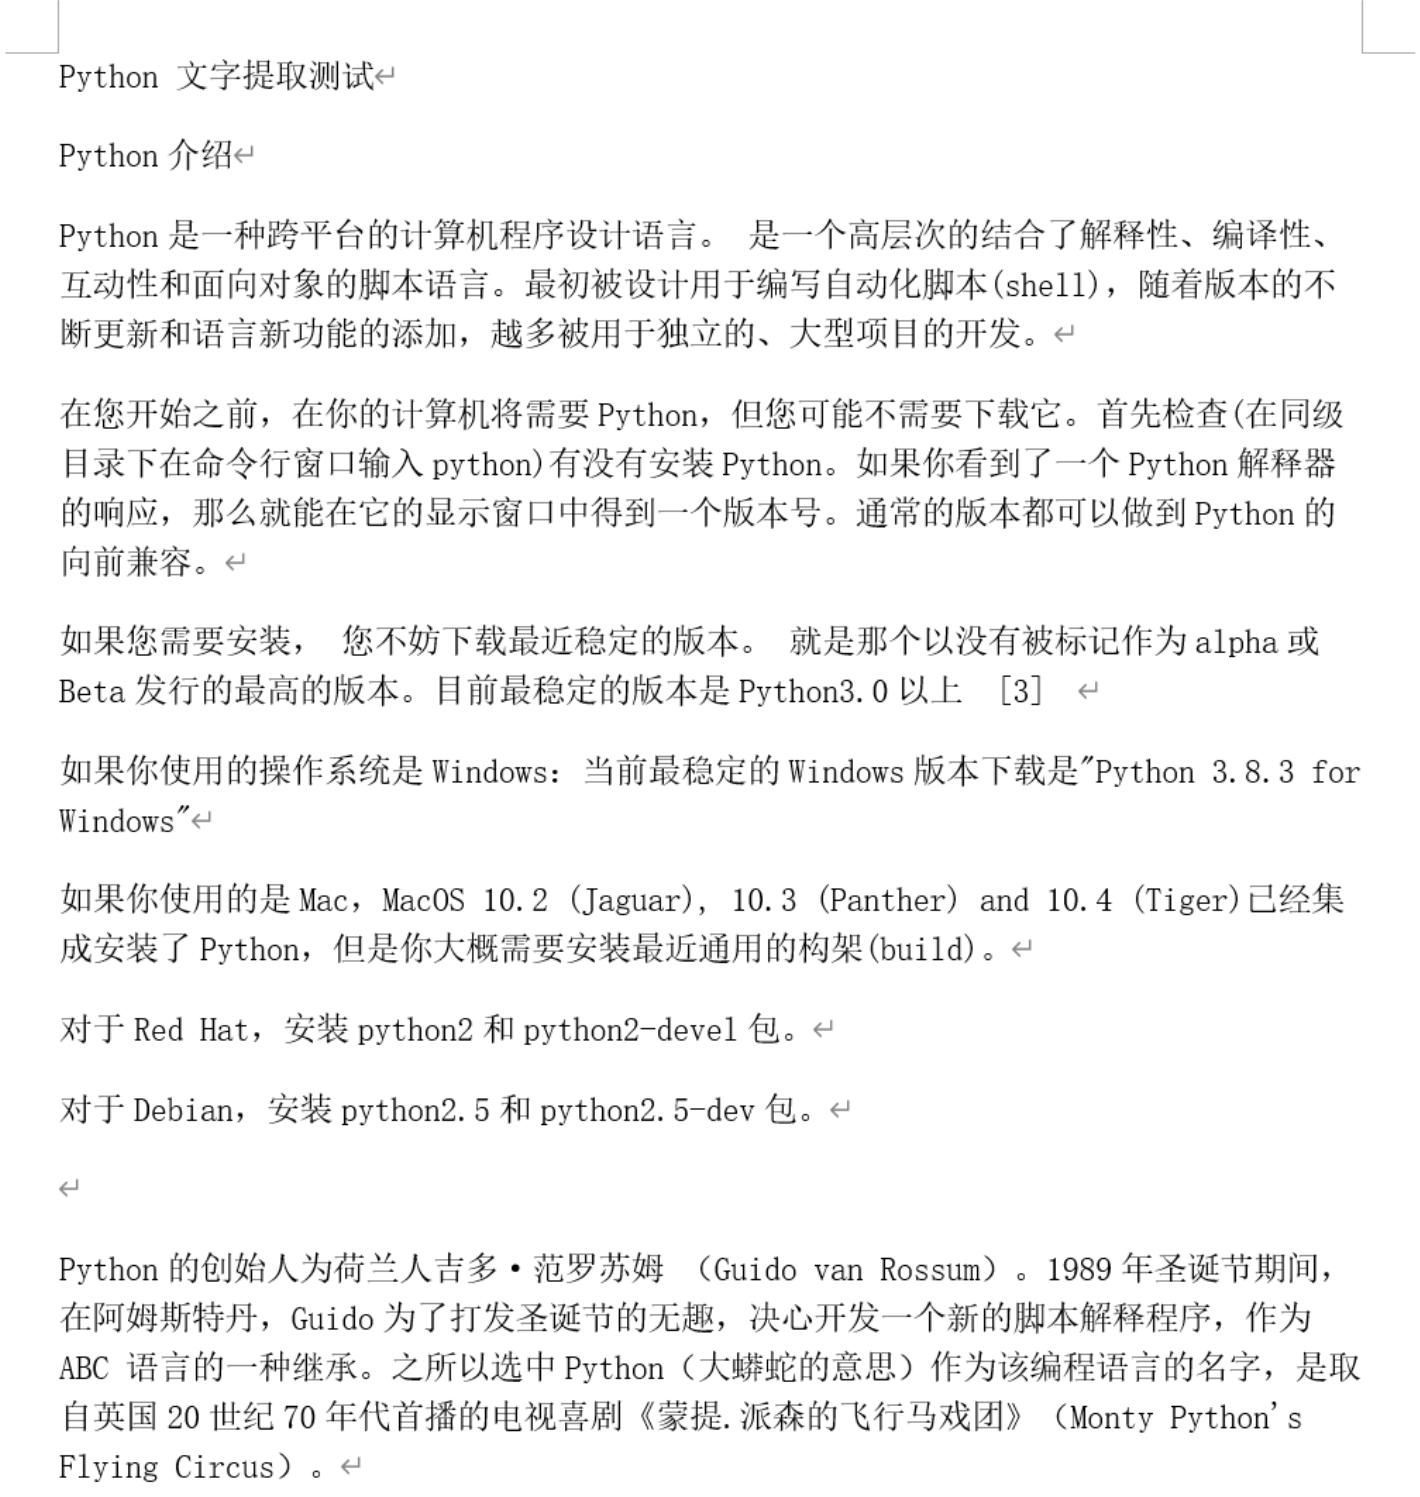 Python 文字提取测试
Python 介绍
Python 是一种跨平台的计算机程序设计语言。 是一个高层次的结合了解释性、编译性、
互动性和面向对象的脚本语言。最初被设计用于编写自动化脚本(shell)，随着版本的不
断更新和语言新功能的添加，越多被用于独立的、大型项目的开发。
在您开始之前，在你的计算机将需要 Python，但您可能不需要下载它。首先检查(在同级
目录下在命令行窗口输入 python)有没有安装 Python。如果你看到了一个 Python 解释器
的响应，那么就能在它的显示窗口中得到一个版本号。通常的版本都可以做到 Python 的
向前兼容。
如果您需要安装， 您不妨下载最近稳定的版本。 就是那个以没有被标记作为 alpha 或
Beta 发行的最高的版本。目前最稳定的版本是 Python3.0 以上 [3]
如果你使用的操作系统是 Windows：当前最稳定的 Windows 版本下载是"Python 3.8.3 for
Windows"
如果你使用的是 Mac，MacOS 10.2 (Jaguar), 10.3 (Panther) and 10.4 (Tiger)已经集
成安装了 Python，但是你大概需要安装最近通用的构架(build)。
对于 Red Hat，安装 python2 和 python2-devel 包。
对于 Debian，安装 python2.5 和 python2.5-dev 包。
Python 的创始人为荷兰人吉多·范罗苏姆 （Guido van Rossum）。1989 年圣诞节期间，
在阿姆斯特丹，Guido 为了打发圣诞节的无趣，决心开发一个新的脚本解释程序，作为
ABC 语言的一种继承。之所以选中 Python（大蟒蛇的意思）作为该编程语言的名字，是取
自英国 20 世纪 70 年代首播的电视喜剧《蒙提.派森的飞行马戏团》（Monty Python's
Flying Circus）。